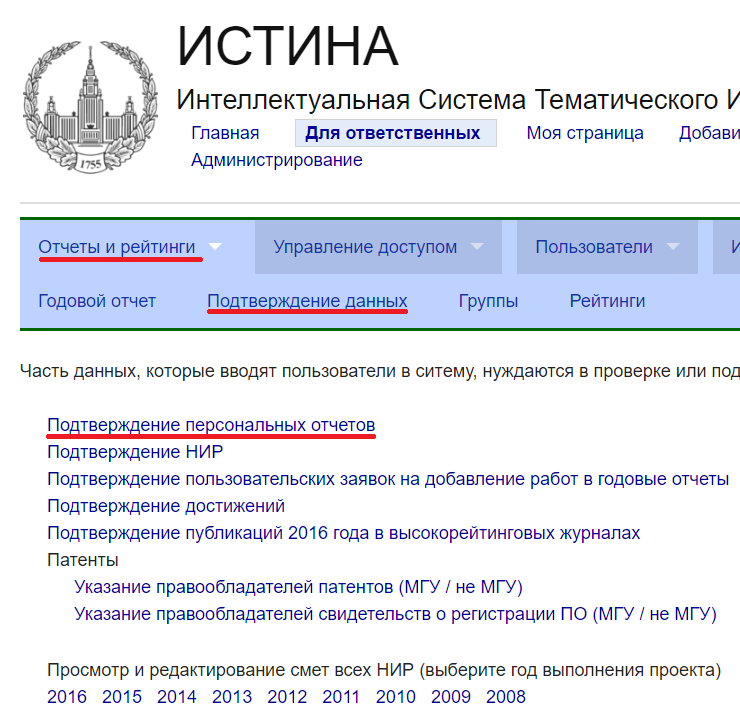 ИСТИНА
Интеллектуальная Система Тематического И
Главная Для ответственных Моя страница Добави
Администрирование
1755
Отчеты и рейтинги Управление доступом Пользователи И
Годовой отчет Подтверждение данных Группы Рейтинги
Часть данных, которые вводят пользователи в ситему, нуждаются в проверке или под
Подтверждение персональных отчетов
Подтверждение НИР
Подтверждение пользовательских заявок на добавление работ в годовые отчеты
Подтверждение достижений
Подтверждение публикаций 2016 года в высокорейтинговых журналах
Патенты
Указание правообладателей патентов (МГУ / не МГУ)
Указание правообладателей свидетельств о регистрации ПО (МГУ / не МГУ)
Просмотр и редактирование смет всех НИР (выберите год выполнения проекта)
2016 2015 2014 2013 2012 2011 2010 2009 2008